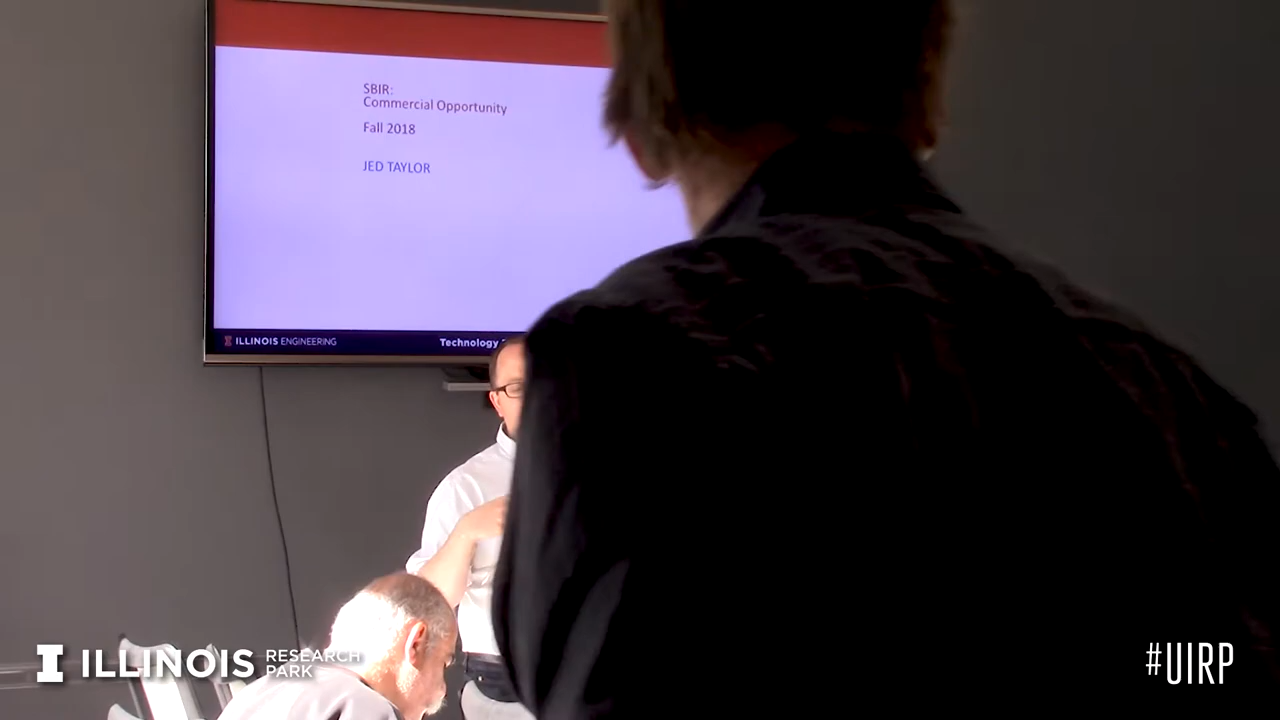 SBIR:
Commercial Opportunity
Fall 2018
JED TAYLOR
I ILLINOIS ENGINEERING
Technology
I ILLINOIS RESEARCH PARK
#UIRP